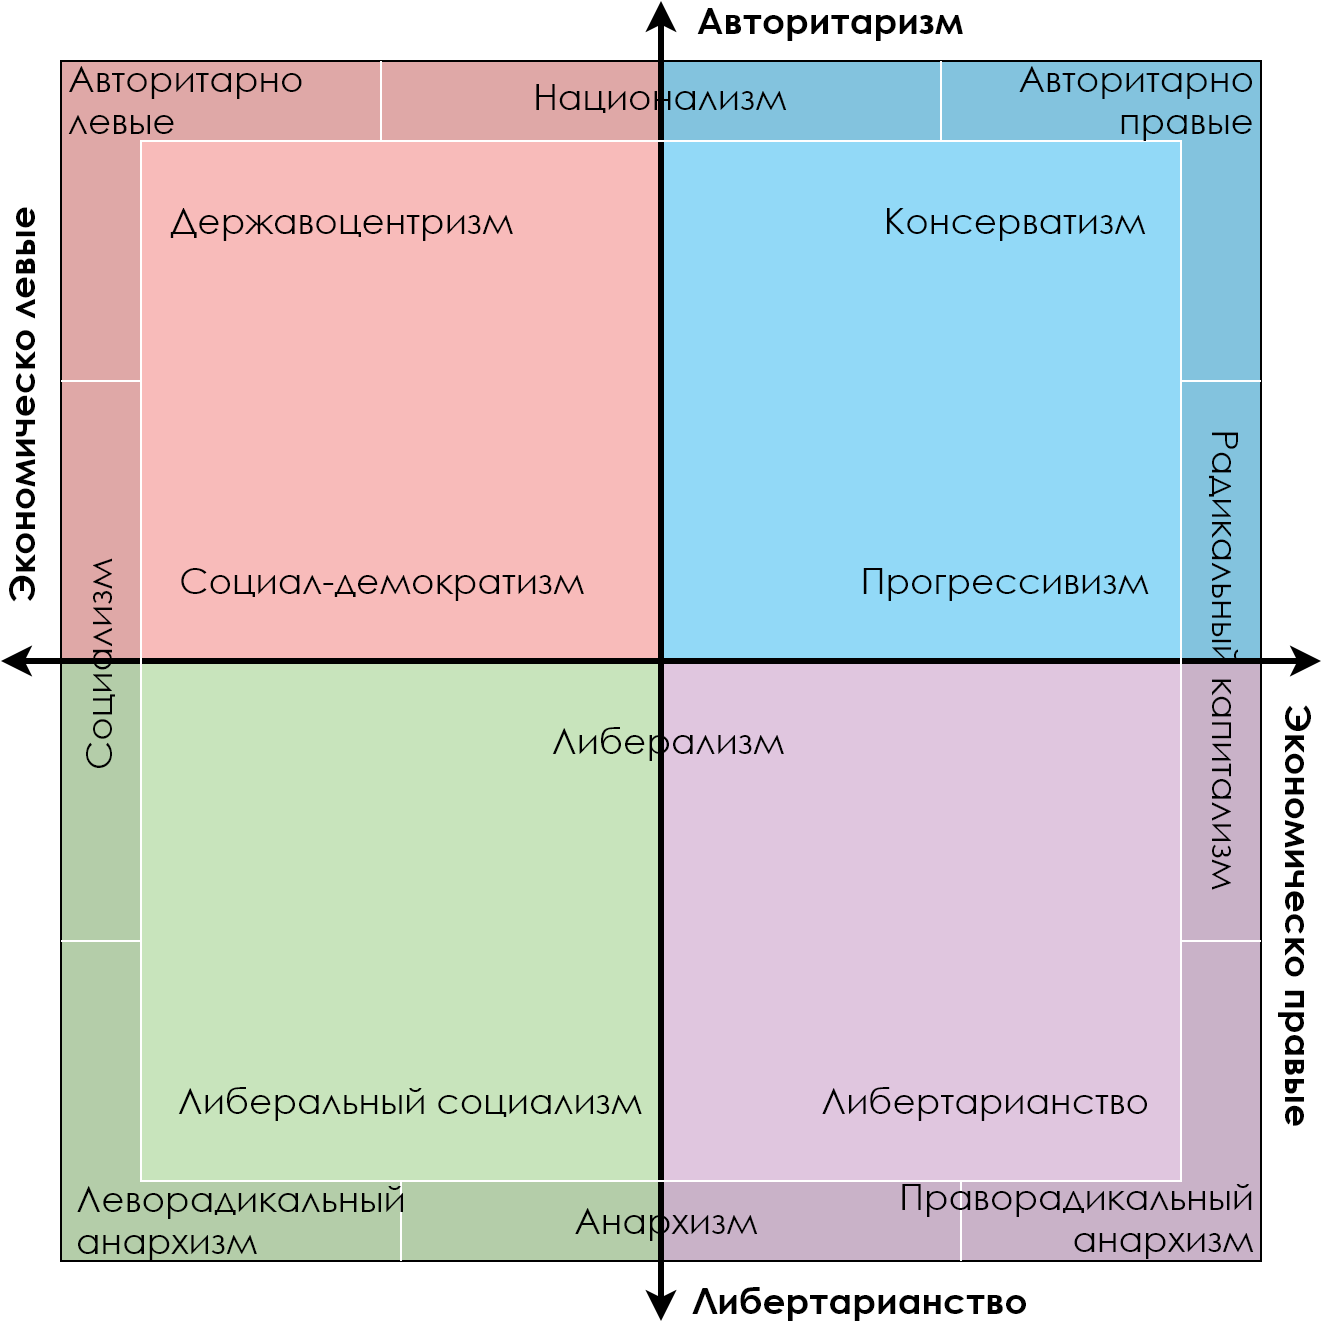 Авторитаризм
Авторитарно
левые
Национализм
Авторитарно
правые
Экономическо левые
Державоцентризм
Консерватизм
Социал-демократизм
Прогрессивизм
Социализм
Радикальный капитализм
Либерализм
Экономическо правые
Либеральный социализм
Либертарианство
Леворадикальный
анархизм
Анархизм
Праворадикальный
анархизм
Либертарианство